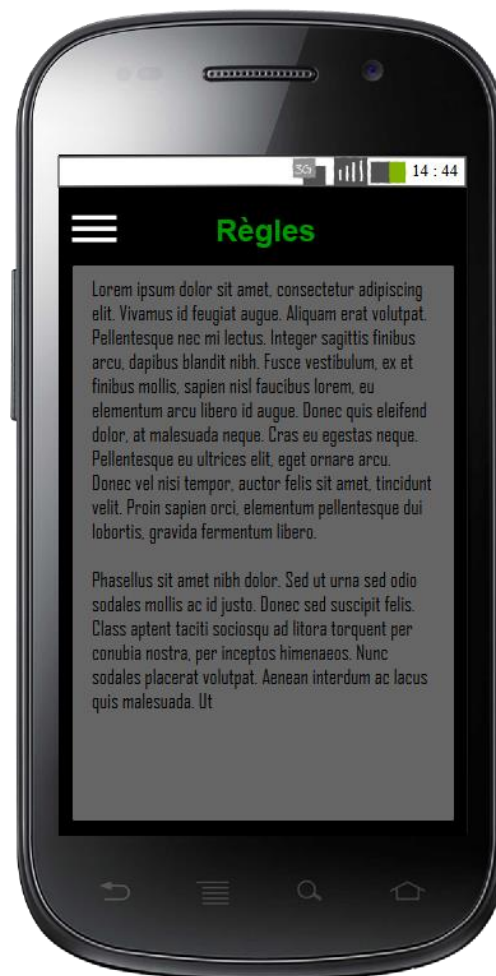 3G 14 : 44
Règles
Lorem ipsum dolor sit amet, consectetur adipiscing
elit. Vivamus id feugiat augue. Aliquam erat volutpat.
Pellentesque nec mi lectus. Integer sagittis finibus
arcu, dapibus blandit nibh. Fusce vestibulum, ex et
finibus mollis, sapien nisl faucibus lorem, eu
elementum arcu libero id augue. Donec quis eleifend
dolor, at malesuada neque. Cras eu egestas neque.
Pellentesque eu ultrices elit, eget ornare arcu.
Donec vel nisi tempor, auctor felis sit amet, tincidunt
velit. Proin sapien orci, elementum pellentesque dui
lobortis, gravida fermentum libero.
Phasellus sit amet nibh dolor. Sed ut urna sed odio
sodales mollis ac id justo. Donec sed suscipit felis.
Class aptent taciti sociosqu ad litora torquent per
conubia nostra, per inceptos himenaeos. Nunc
sodales placerat volutpat. Aenean interdum ac lacus
quis malesuada. Ut